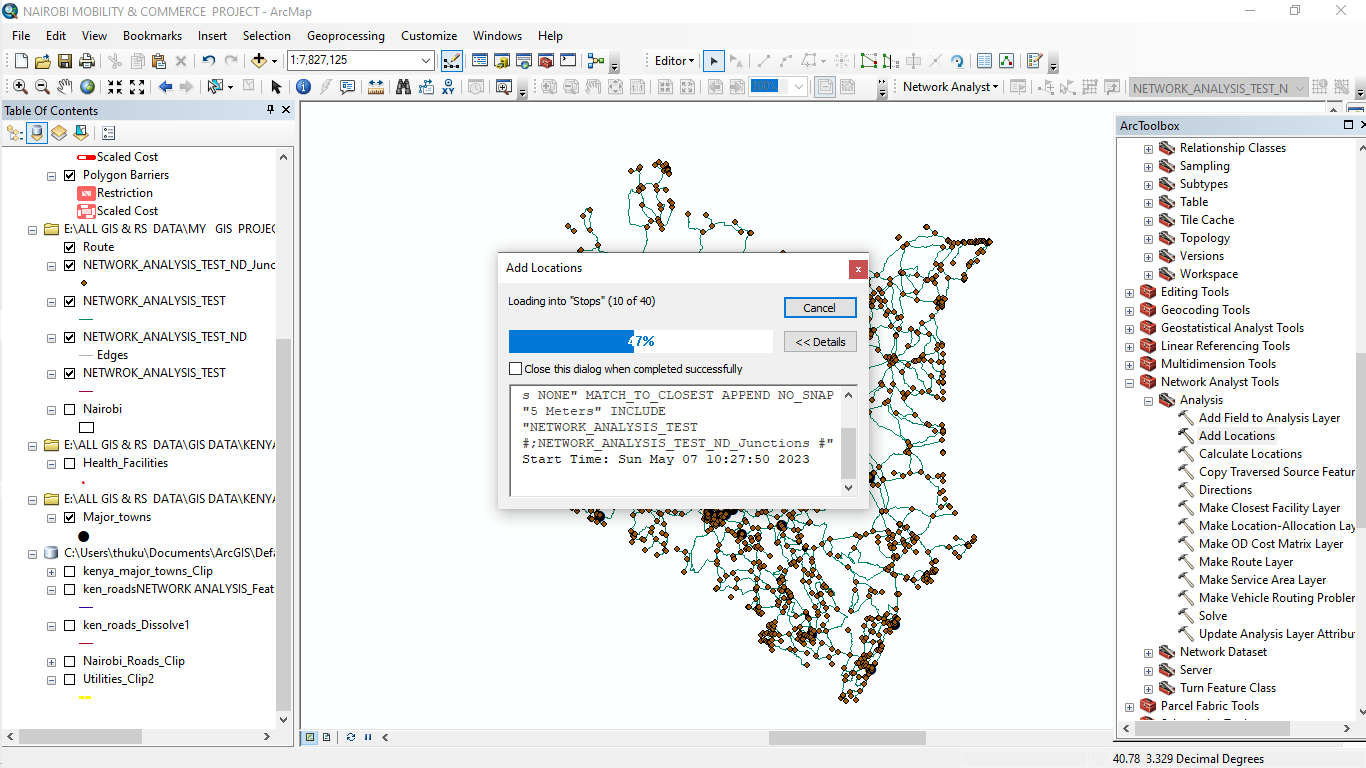 NAIROBI MOBILITY & COMMERCE PROJECT - ArcMap
File Edit View Bookmarks Insert Selection Geoprocessing Customize Windows Help
1:7,827,125
Editor
100%
Network Analyst
NETWORK_ANALYSIS_TEST_N
Table Of Contents
Scaled Cost
Polygon Barriers
Restriction
Scaled Cost
E:\ALL GIS & RS DATA\MY GIS PROJEC
Route
NETWORK_ANALYSIS_TEST_ND_Junc
NETWORK_ANALYSIS_TEST
NETWORK_ANALYSIS_TEST_ND
Edges
NETWROK_ANALYSIS_TEST
Nairobi
E:\ALL GIS & RS DATA\GIS DATA\KENYA
Health_Facilities
E:\ALL GIS & RS DATA\GIS DATA\KENYA
Major_towns
C:\Users\thuku\Documents\ArcGIS\Defa
kenya_major_towns_Clip
ken_roadsNETWORK ANALYSIS_Feat
ken_roads_Dissolve1
Nairobi_Roads_Clip
Utilities_Clip2
Add Locations
x
Loading into "Stops" (10 of 40)
Cancel
47%
<< Details
Close this dialog when completed successfully
s NONE" MATCH_TO_CLOSEST APPEND NO_SNAP
"5 Meters" INCLUDE
"NETWORK_ANALYSIS_TEST
#;NETWORK_ANALYSIS_TEST_ND_Junctions #"
Start Time: Sun May 07 10:27:50 2023
ArcToolbox
Relationship Classes
Sampling
Subtypes
Table
Tile Cache
Topology
Versions
Workspace
Editing Tools
Geocoding Tools
Geostatistical Analyst Tools
Linear Referencing Tools
Multidimension Tools
Network Analyst Tools
Analysis
Add Field to Analysis Layer
Add Locations
Calculate Locations
Copy Traversed Source Featur
Directions
Make Closest Facility Layer
Make Location-Allocation Lay
Make OD Cost Matrix Layer
Make Route Layer
Make Service Area Layer
Make Vehicle Routing Probler
Solve
Update Analysis Layer Attribu
Network Dataset
Server
Turn Feature Class
Parcel Fabric Tools
40.78 3.329 Decimal Degrees